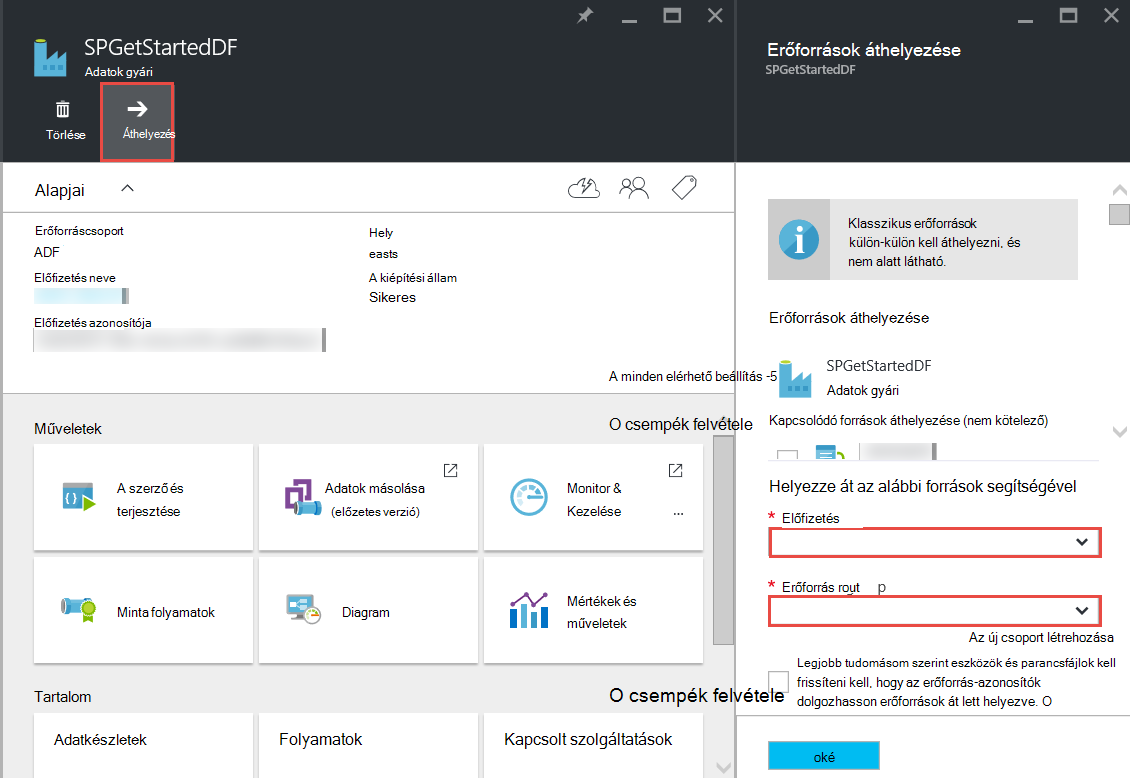 SPGetStartedDF
Adatok gyári
Törlése
Áthelyezés
Alapjai
Erőforráscsoport
ADF
Előfizetés neve
Előfizetés azonosítója
Hely
easts
A kiépítési állam
Sikeres
A minden elérhető beállítás -5
Műveletek
O csempék felvétele
A szerző és
terjesztése
Adatok másolása
(előzetes verzió)
Monitor &
Kezelése
...
Minta folyamatok
Diagram
Mértékek és
műveletek
Tartalom
O csempék felvétele
Adatkészletek
Folyamatok
Kapcsolt szolgáltatások
Erőforrások áthelyezése
SPGetStartedDF
Klasszikus erőforrások
külön-külön kell áthelyezni, és
nem alatt látható.
Erőforrások áthelyezése
SPGetStartedDF
Adatok gyári
Kapcsolódó források áthelyezése (nem kötelező)
Helyezze át az alábbi források segítségével
* Előfizetés
* Erőforrás rout p
Az új csoport létrehozása
Legjobb tudomásom szerint eszközök és parancsfájlok kell
frissíteni kell, hogy az erőforrás-azonosítók
dolgozhasson erőforrások át lett helyezve. O
oké